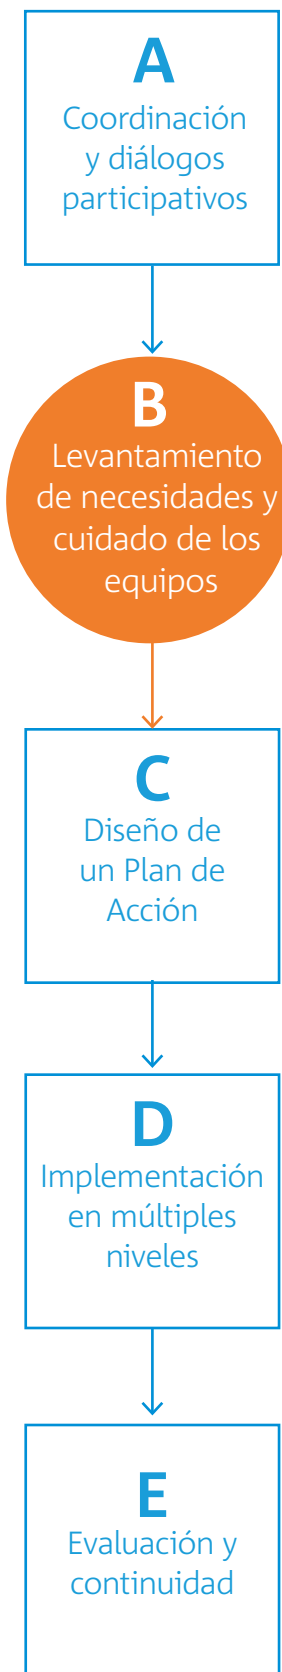 A
Coordinación
y diálogos
participativos
B
Levantamiento
de necesidades y
cuidado de los
equipos
C
Diseño de
un Plan de
Acción
D
Implementación
en múltiples
niveles
E
Evaluación y
continuidad